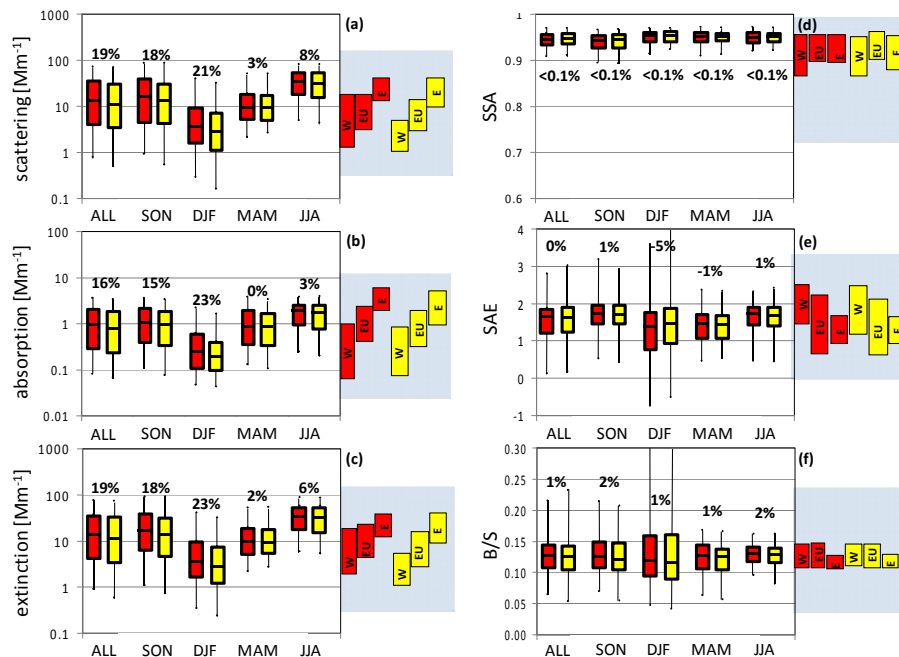 (a)
scattering [Mm⁻¹]
1000
100
10
1
0.1
19%
18%
21%
3%
8%
ALL
SON
DJF
MAM
JJA
W
EU
E
W
EU
E
(b)
absorption [Mm⁻¹]
100
10
1
0.1
0.01
16%
15%
23%
0%
3%
ALL
SON
DJF
MAM
JJA
W
EU
E
W
EU
E
(c)
extinction [Mm⁻¹]
1000
100
10
1
0.1
19%
18%
23%
2%
6%
ALL
SON
DJF
MAM
JJA
W
EU
E
W
EU
E
(d)
SSA
1
0.9
0.8
0.7
0.6
<0.1%
<0.1%
<0.1%
<0.1%
<0.1%
ALL
SON
DJF
MAM
JJA
W
EU
E
W
EU
E
(e)
SAE
4
3
2
1
0
-1
0%
1%
-5%
-1%
1%
ALL
SON
DJF
MAM
JJA
W
EU
E
W
EU
E
(f)
B/S
0.30
0.25
0.20
0.15
0.10
0.05
0.00
1%
2%
1%
1%
2%
ALL
SON
DJF
MAM
JJA
W
EU
E
W
EU
E